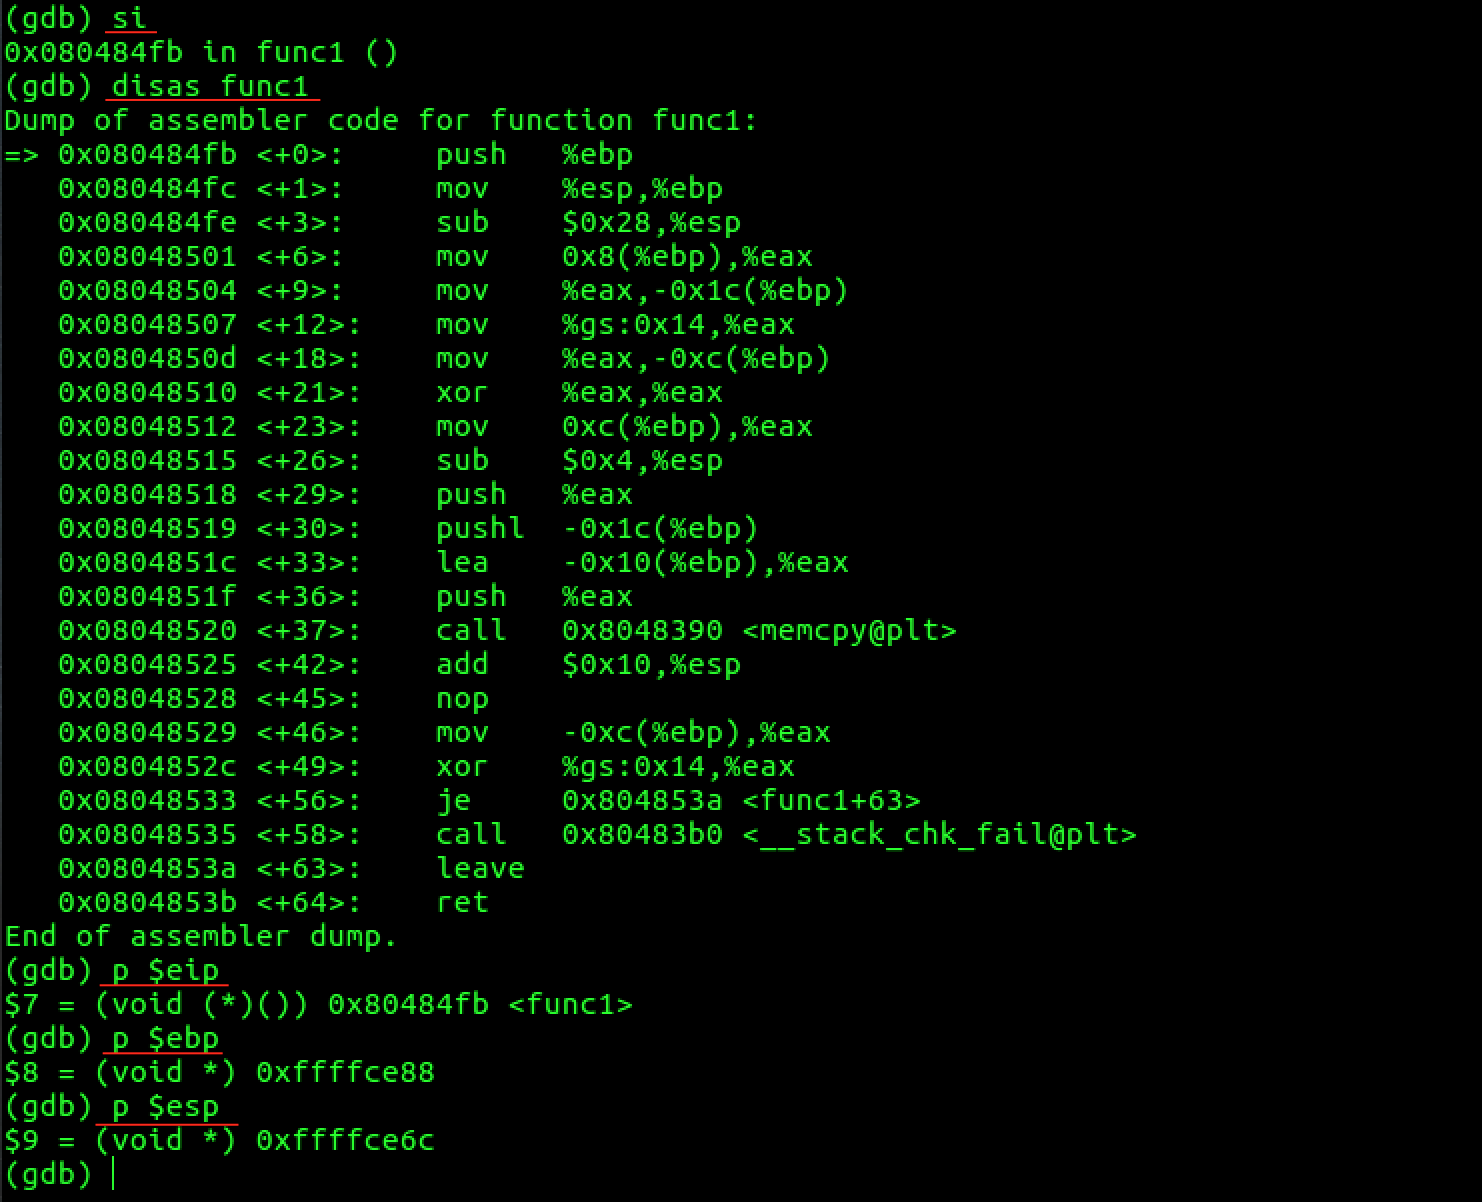 (gdb) si
0x080484fb in func1 ()
(gdb) disas func1
Dump of assembler code for function func1:
=> 0x080484fb <+0>:     push   %ebp
   0x080484fc <+1>:     mov    %esp,%ebp
   0x080484fe <+3>:     sub    $0x28,%esp
   0x08048501 <+6>:     mov    0x8(%ebp),%eax
   0x08048504 <+9>:     mov    %eax,-0x1c(%ebp)
   0x08048507 <+12>:    mov    %gs:0x14,%eax
   0x0804850d <+18>:    mov    %eax,-0xc(%ebp)
   0x08048510 <+21>:    xor    %eax,%eax
   0x08048512 <+23>:    mov    0xc(%ebp),%eax
   0x08048515 <+26>:    sub    $0x4,%esp
   0x08048518 <+29>:    push   %eax
   0x08048519 <+30>:    pushl  -0x1c(%ebp)
   0x0804851c <+33>:    lea    -0x10(%ebp),%eax
   0x0804851f <+36>:    push   %eax
   0x08048520 <+37>:    call   0x8048390 <memcpy@plt>
   0x08048525 <+42>:    add    $0x10,%esp
   0x08048528 <+45>:    nop
   0x08048529 <+46>:    mov    -0xc(%ebp),%eax
   0x0804852c <+49>:    xor    %gs:0x14,%eax
   0x08048533 <+56>:    je     0x804853a <func1+63>
   0x08048535 <+58>:    call   0x80483b0 <__stack_chk_fail@plt>
   0x0804853a <+63>:    leave
   0x0804853b <+64>:    ret
End of assembler dump.
(gdb) p $eip
$7 = (void (*)()) 0x80484fb <func1>
(gdb) p $ebp
$8 = (void *) 0xffffce88
(gdb) p $esp
$9 = (void *) 0xffffce6c
(gdb)